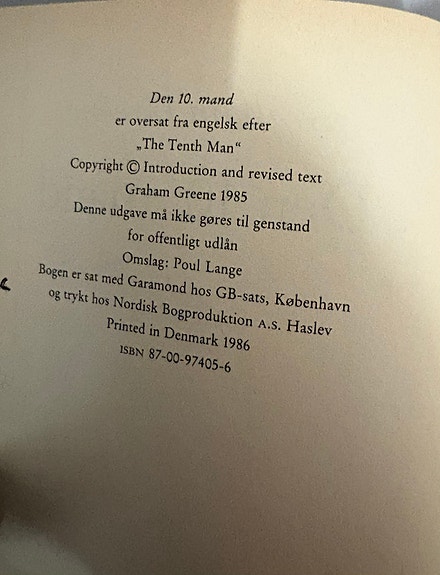 Den 10. mand
er oversat fra engelsk efter
„The Tenth Man“
Copyright © Introduction and revised text
Graham Greene 1985
Denne udgave må ikke gøres til genstand
for offentligt udlån
Omslag: Poul Lange
Bogen er sat med Garamond hos GB-sats, København
og trykt hos Nordisk Bogproduktion A.S. Haslev
Printed in Denmark 1986
ISBN 87-00-97405-6